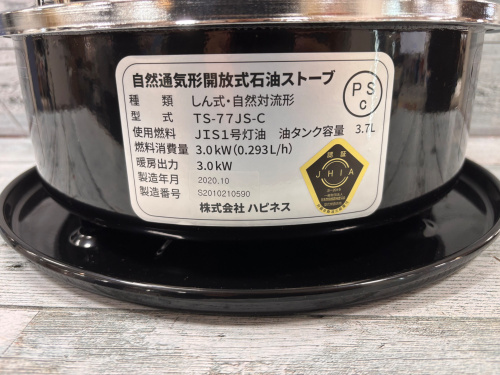 自然通気形開放式石油ストーブ
種　類　しん式・自然対流形
型　式　TS-77JS-C
使用燃料　JIS1号灯油　油タンク容量　3.7L
燃料消費量　3.0kW(0.293L/h)
暖房出力　3.0kW
製造年月　2020.10
製造番号　S2010210590
株式会社 ハピネス
PS
C
認証
JHIA